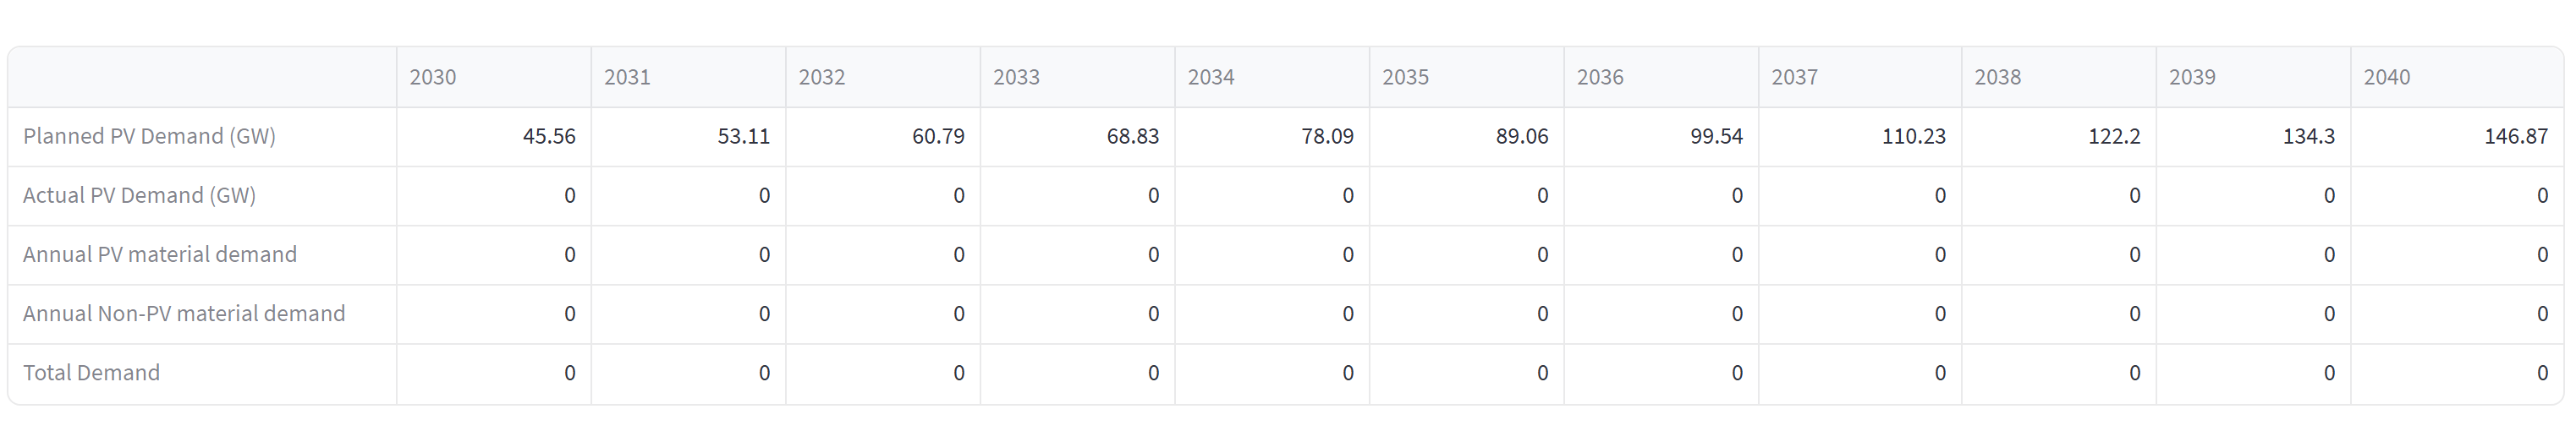 2030 2031 2032 2033 2034 2035 2036 2037 2038 2039 2040
Planned PV Demand (GW) 45.56 53.11 60.79 68.83 78.09 89.06 99.54 110.23 122.2 134.3 146.87
Actual PV Demand (GW) 0 0 0 0 0 0 0 0 0 0 0
Annual PV material demand 0 0 0 0 0 0 0 0 0 0 0
Annual Non-PV material demand 0 0 0 0 0 0 0 0 0 0 0
Total Demand 0 0 0 0 0 0 0 0 0 0 0